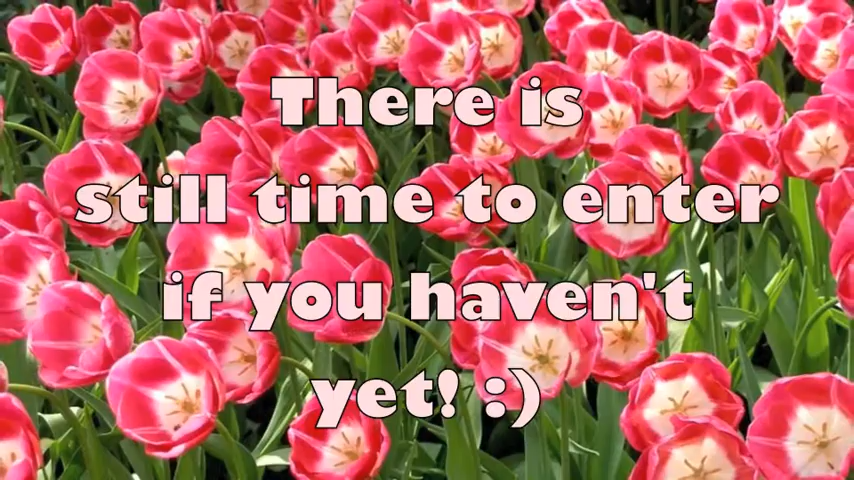 There is
still time to enter
if you haven't
yet! :)